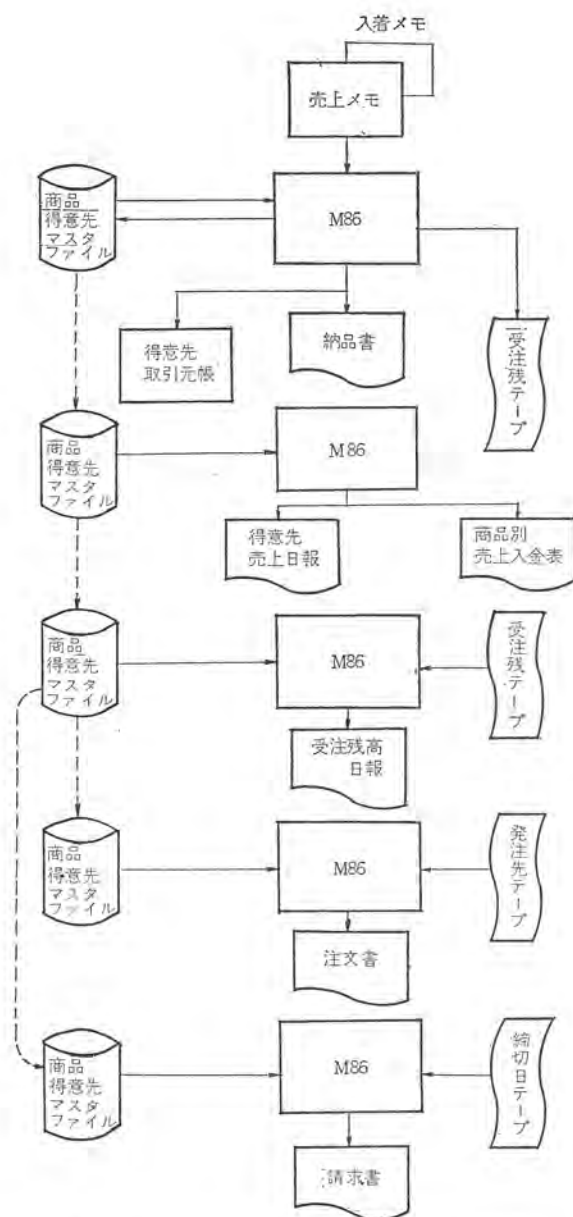 入着メモ
売上メモ
商品
得意先
マスタ
ファイル
M86
得意先
取引元帳
納品書
受注残テープ
商品
得意先
マスタ
ファイル
M86
得意先
売上日報
商品別
売上入金表
商品
得意先
マスタ
ファイル
M86
受注残テープ
受注残高
日報
商品
得意先
マスタ
ファイル
M86
発注先テープ
注文書
商品
得意先
マスタ
ファイル
M86
締切日テープ
請求書